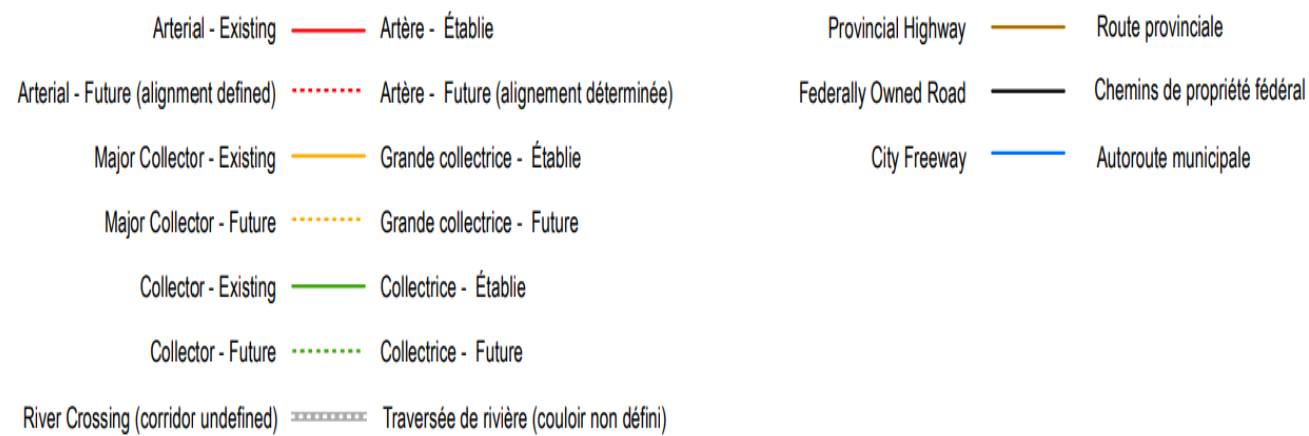 Arterial - Existing Artère - Établie
Arterial - Future (alignment defined) Artère - Future (alignement déterminée)
Major Collector - Existing Grande collectrice - Établie
Major Collector - Future Grande collectrice - Future
Collector - Existing Collectrice - Établie
Collector - Future Collectrice - Future
River Crossing (corridor undefined) Traversée de rivière (couloir non défini)
Provincial Highway Route provinciale
Federally Owned Road Chemins de propriété fédéral
City Freeway Autoroute municipale